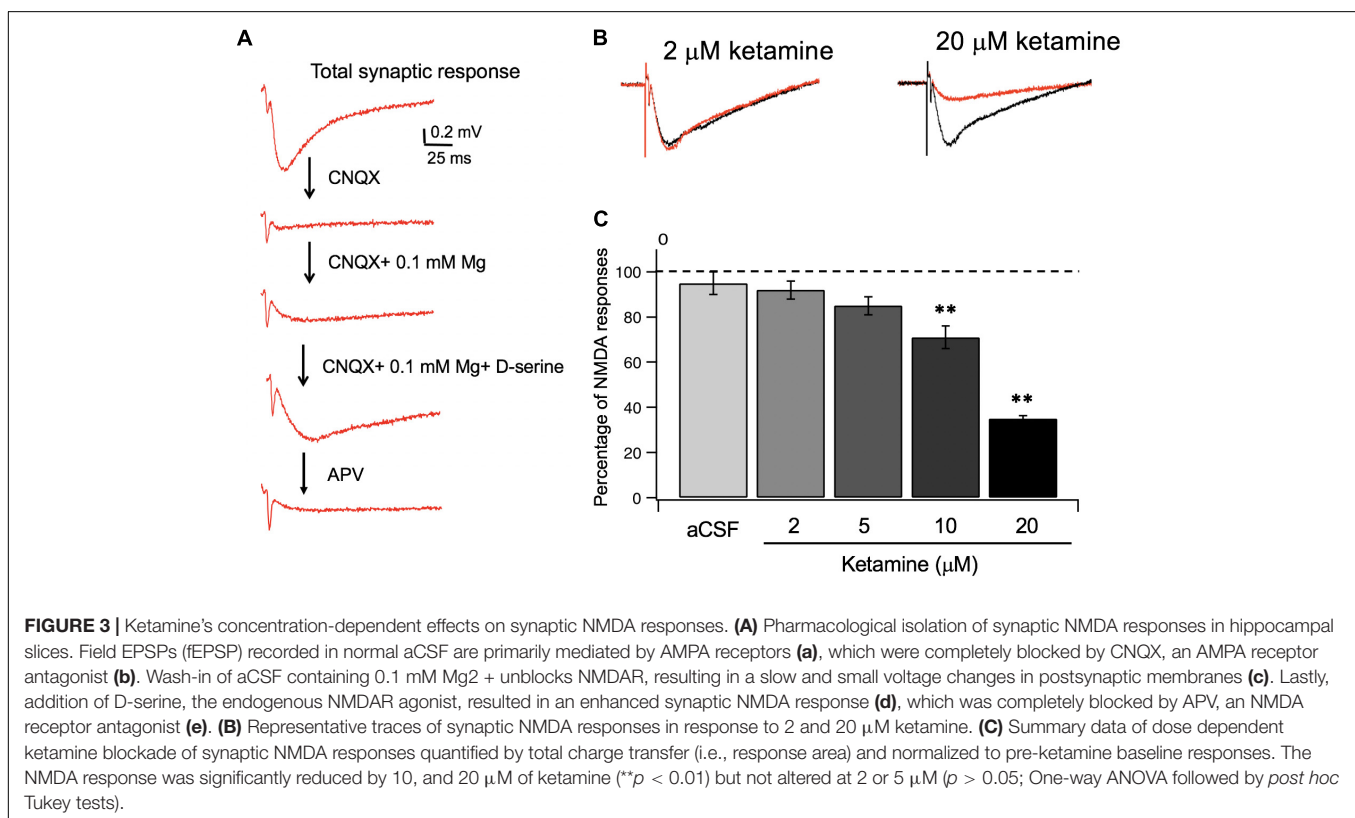 A
Total synaptic response
0.2 mV
25 ms
CNQX
CNQX+ 0.1 mM Mg
CNQX+ 0.1 mM Mg+ D-serine
APV
B
2 μM ketamine
20 μM ketamine
C
o
Percentage of NMDA responses
100
80
60
40
20
0
**
**
aCSF
2
5
10
20
Ketamine (μM)
FIGURE 3 | Ketamine's concentration-dependent effects on synaptic NMDA responses. (A) Pharmacological isolation of synaptic NMDA responses in hippocampal
slices. Field EPSPs (fEPSP) recorded in normal aCSF are primarily mediated by AMPA receptors (a), which were completely blocked by CNQX, an AMPA receptor
antagonist (b). Wash-in of aCSF containing 0.1 mM Mg2 + unblocks NMDAR, resulting in a slow and small voltage changes in postsynaptic membranes (c). Lastly,
addition of D-serine, the endogenous NMDAR agonist, resulted in an enhanced synaptic NMDA response (d), which was completely blocked by APV, an NMDA
receptor antagonist (e). (B) Representative traces of synaptic NMDA responses in response to 2 and 20 μM ketamine. (C) Summary data of dose dependent
ketamine blockade of synaptic NMDA responses quantified by total charge transfer (i.e., response area) and normalized to pre-ketamine baseline responses. The
NMDA response was significantly reduced by 10, and 20 μM of ketamine (**p < 0.01) but not altered at 2 or 5 μM (p > 0.05; One-way ANOVA followed by post hoc
Tukey tests).